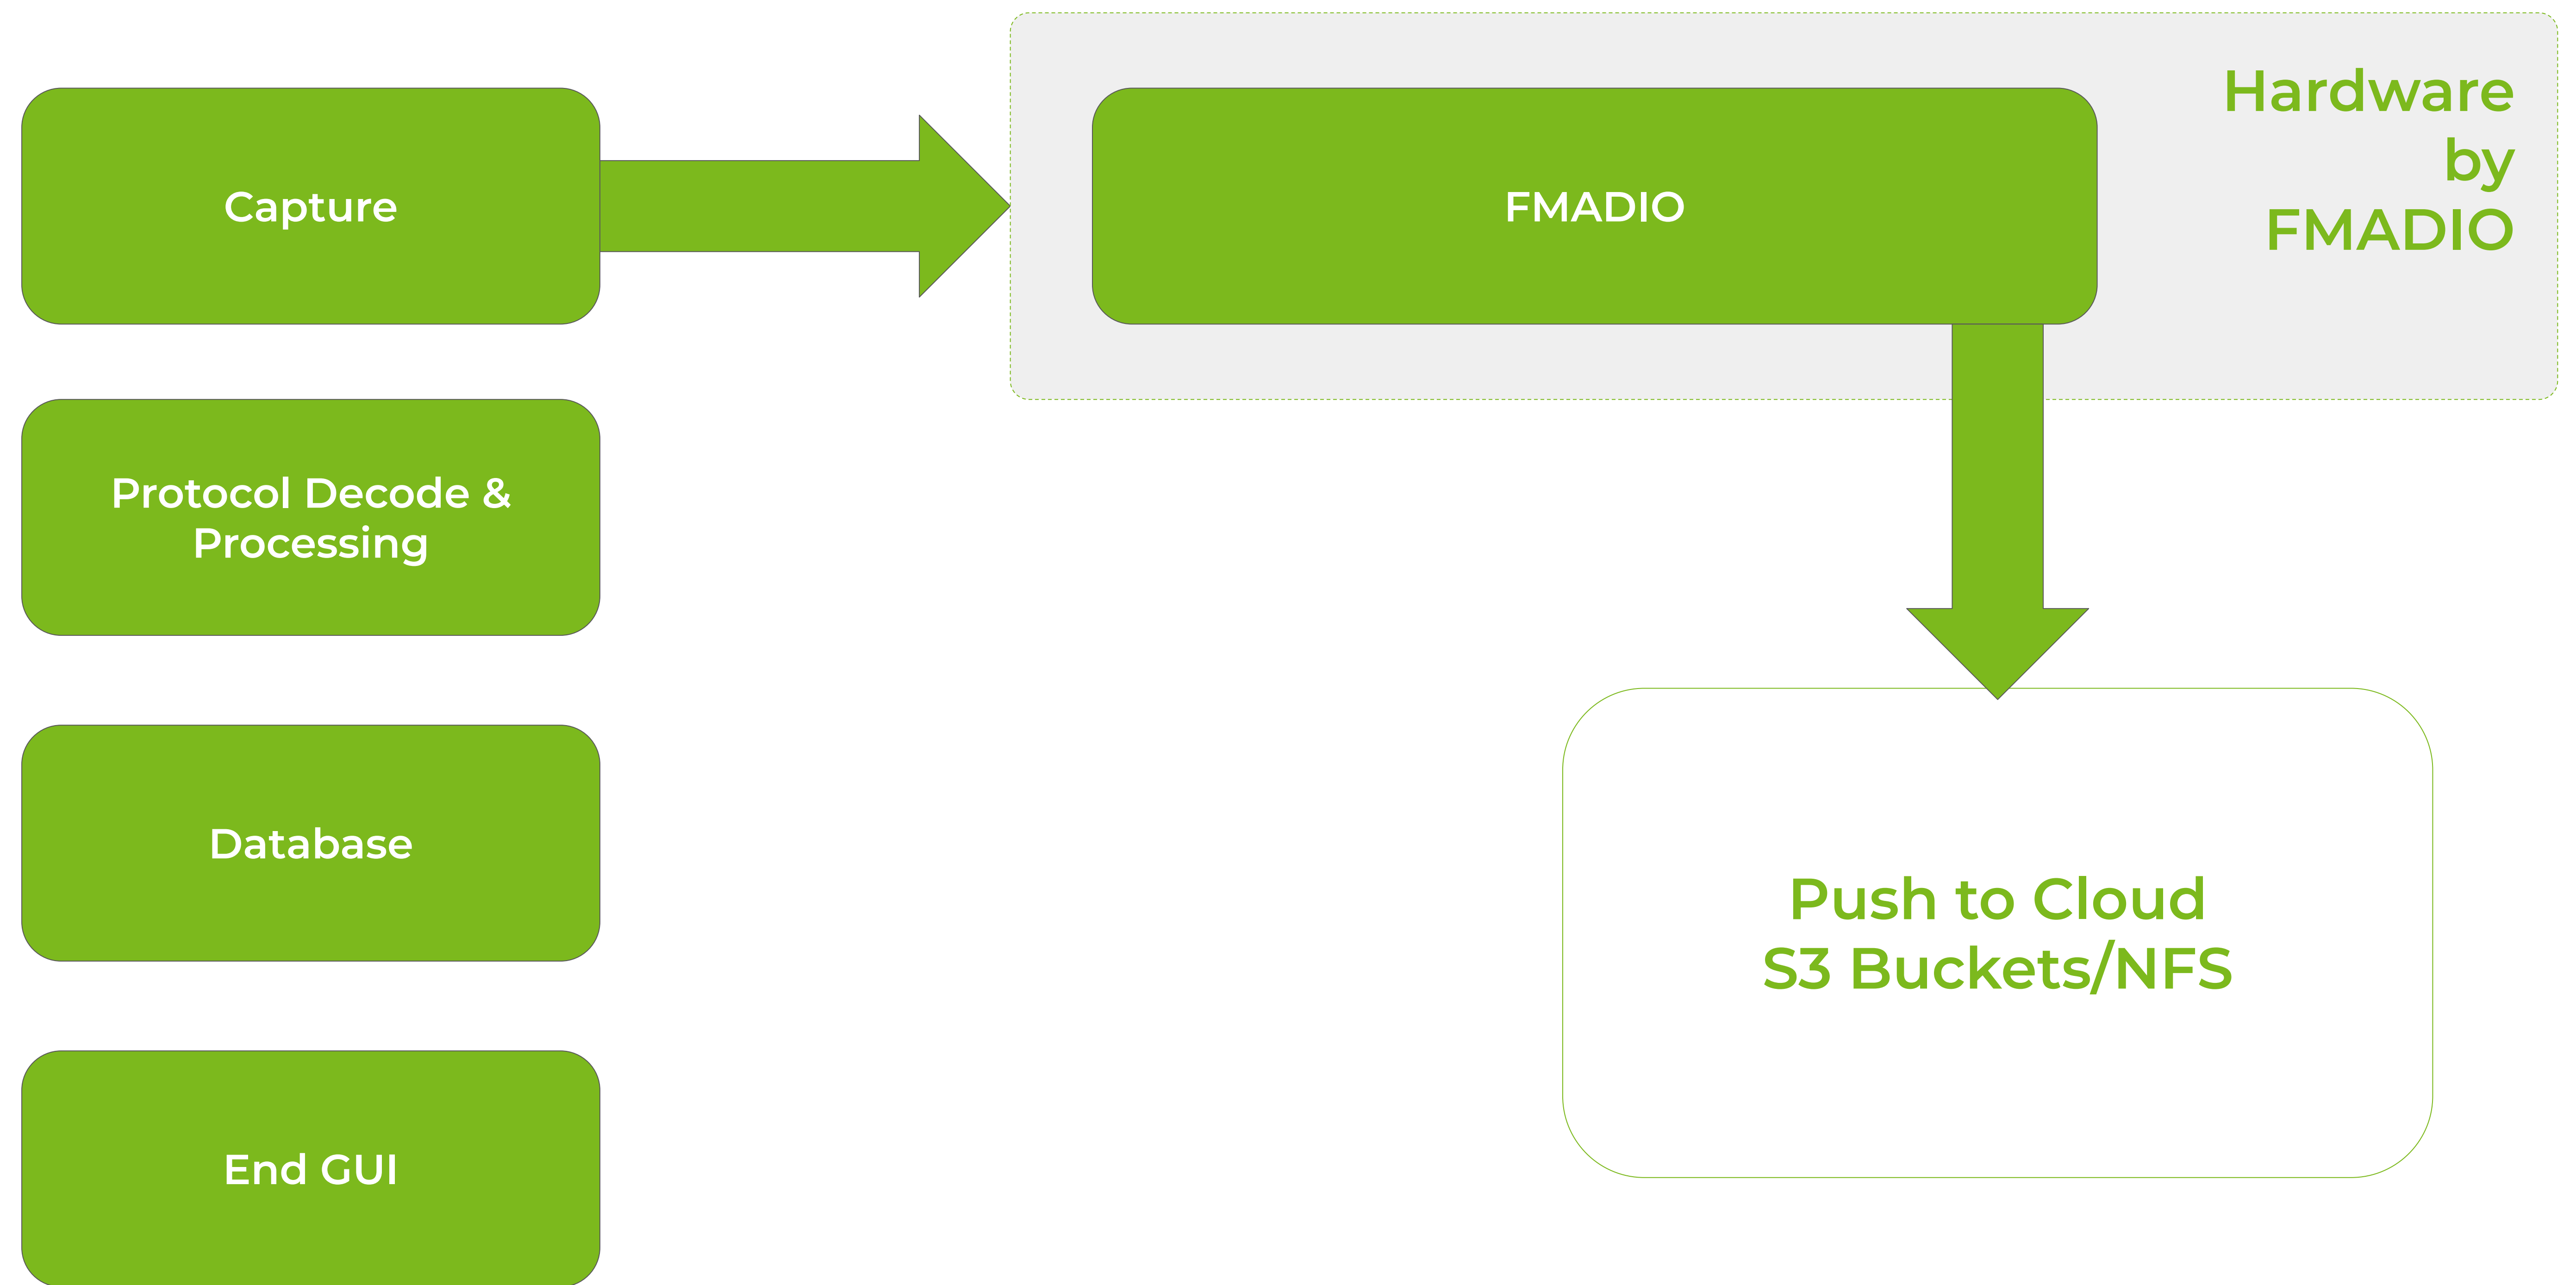 Capture
FMADIO
Hardware
by
FMADIO
Protocol Decode &
Processing
Database
Push to Cloud
S3 Buckets/NFS
End GUI